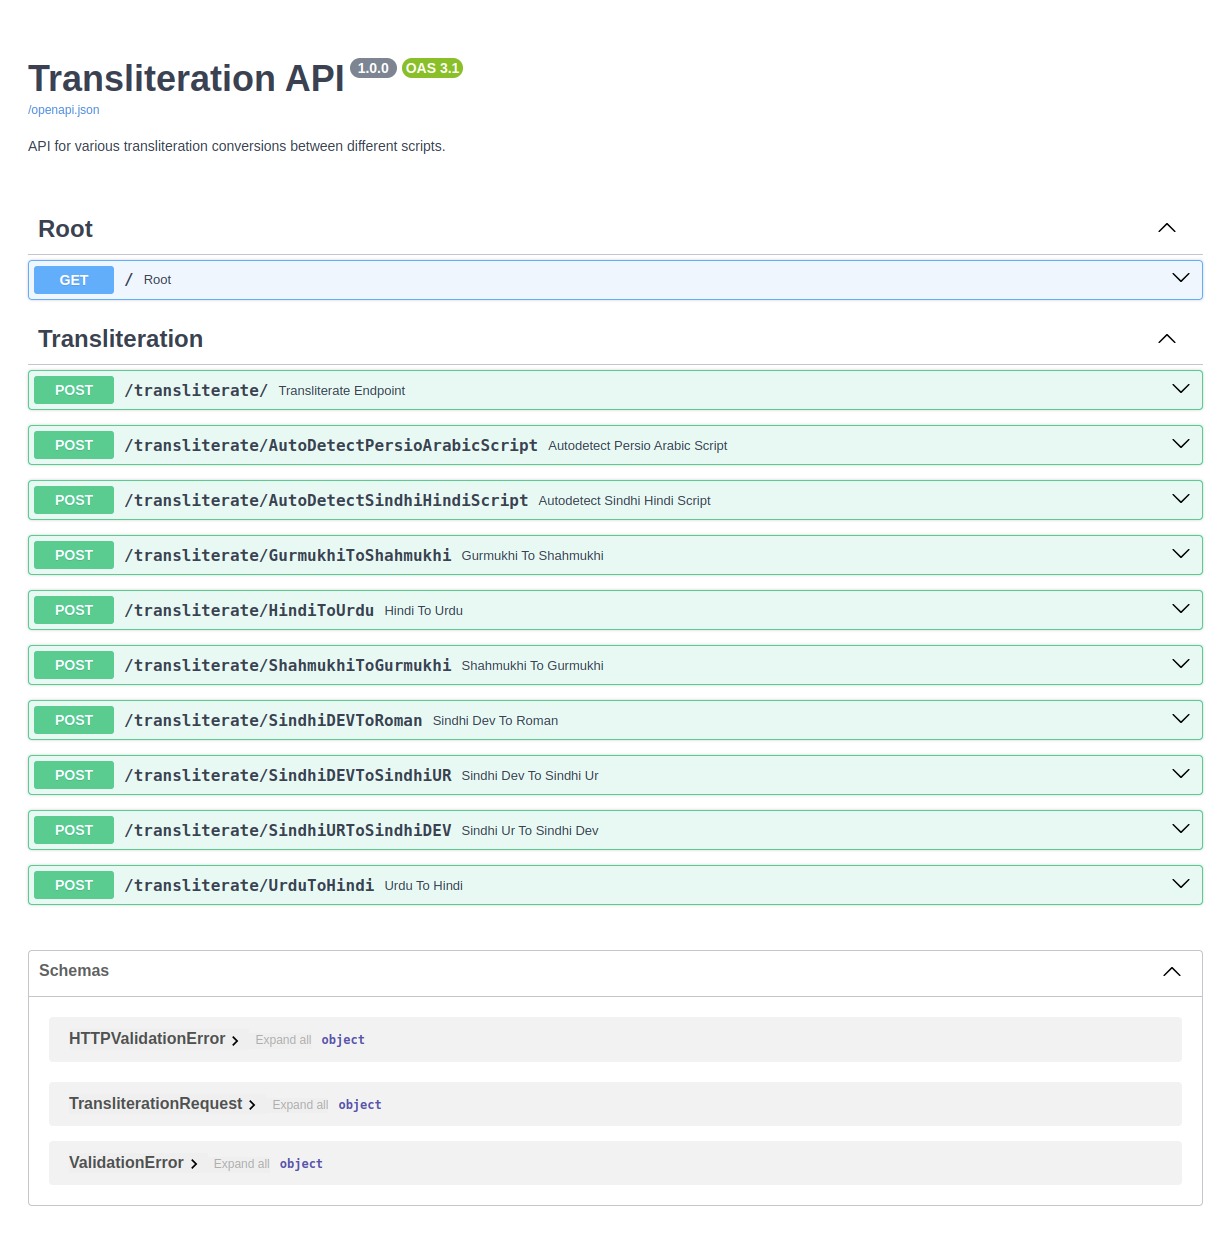 Transliteration API 1.0.0 OAS 3.1
/openapi.json
API for various transliteration conversions between different scripts.
Root
GET / Root
Transliteration
POST /transliterate/ Transliterate Endpoint
POST /transliterate/AutoDetectPersioArabicScript Autodetect Persio Arabic Script
POST /transliterate/AutoDetectSindhiHindiScript Autodetect Sindhi Hindi Script
POST /transliterate/GurmukhiToShahmukhi Gurmukhi To Shahmukhi
POST /transliterate/HindiToUrdu Hindi To Urdu
POST /transliterate/ShahmukhiToGurmukhi Shahmukhi To Gurmukhi
POST /transliterate/SindhiDEVToRoman Sindhi Dev To Roman
POST /transliterate/SindhiDEVToSindhiUR Sindhi Dev To Sindhi Ur
POST /transliterate/SindhiURToSindhiDEV Sindhi Ur To Sindhi Dev
POST /transliterate/UrduToHindi Urdu To Hindi
Schemas
HTTPValidationError Expand all object
TransliterationRequest Expand all object
ValidationError Expand all object